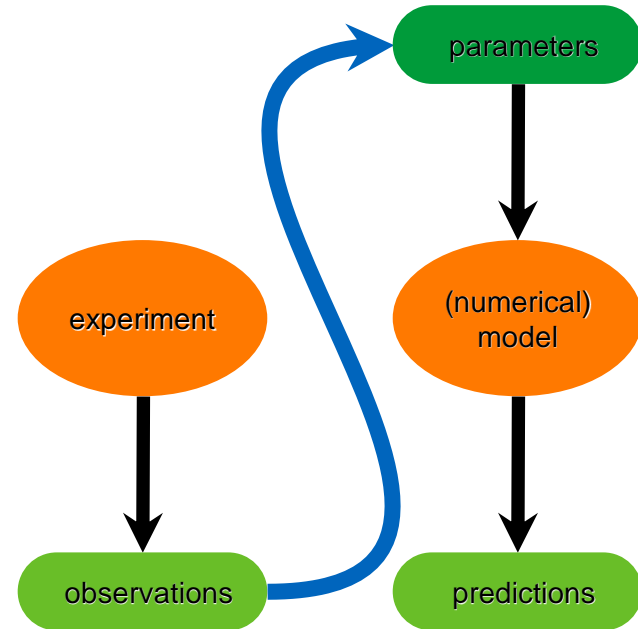 parameters
experiment
(numerical)
model
observations
predictions